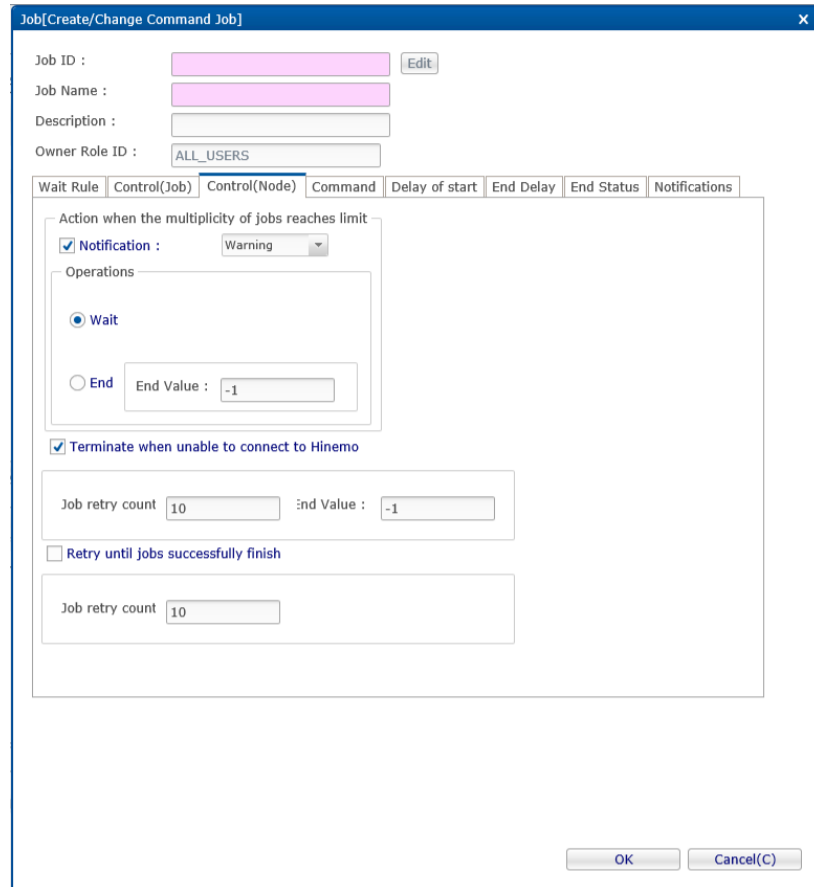 Job[Create/Change Command Job] x
Job ID : Edit
Job Name :
Description :
Owner Role ID : ALL_USERS
Wait Rule Control(Job) Control(Node) Command Delay of start End Delay End Status Notifications
Action when the multiplicity of jobs reaches limit
Notification : Warning
Operations
Wait
End End Value : -1
Terminate when unable to connect to Hinemo
Job retry count 10 End Value : -1
Retry until jobs successfully finish
Job retry count 10
OK Cancel(C)